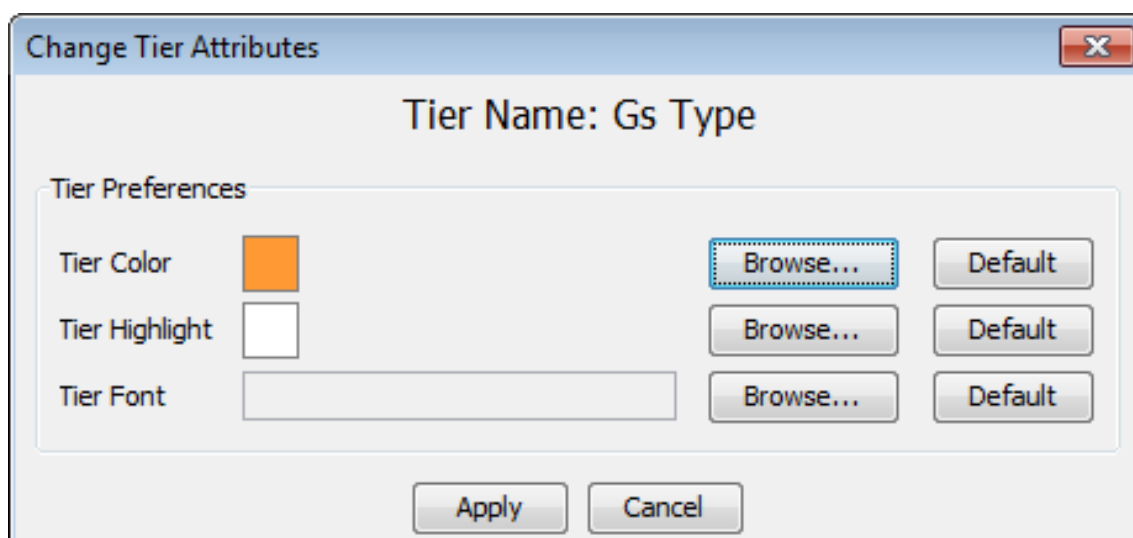 Change Tier Attributes
Tier Name: Gs Type
Tier Preferences
Tier Color Browse... Default
Tier Highlight Browse... Default
Tier Font Browse... Default
Apply Cancel